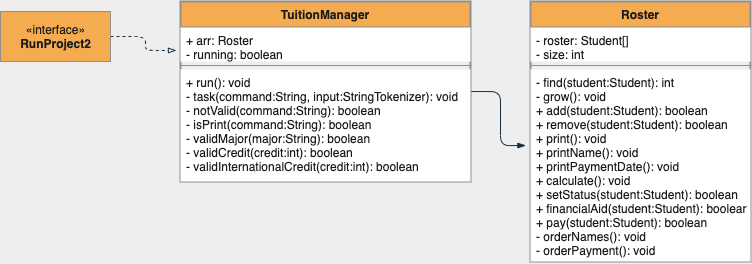 «interface»
RunProject2
TuitionManager
+ arr: Roster
- running: boolean
+ run(): void
- task(command:String, input:StringTokenizer): void
- notValid(command:String): boolean
- isPrint(command:String): boolean
- validMajor(major:String): boolean
- validCredit(credit:int): boolean
- validInternationalCredit(credit:int): boolean
Roster
- roster: Student[]
- size: int
- find(student:Student): int
- grow(): void
+ add(student:Student): boolean
+ remove(student:Student): boolean
+ print(): void
+ printName(): void
+ printPaymentDate(): void
+ calculate(): void
+ setStatus(student:Student): boolean
+ financialAid(student:Student): boolear
+ pay(student:Student): boolean
- orderNames(): void
- orderPayment(): void